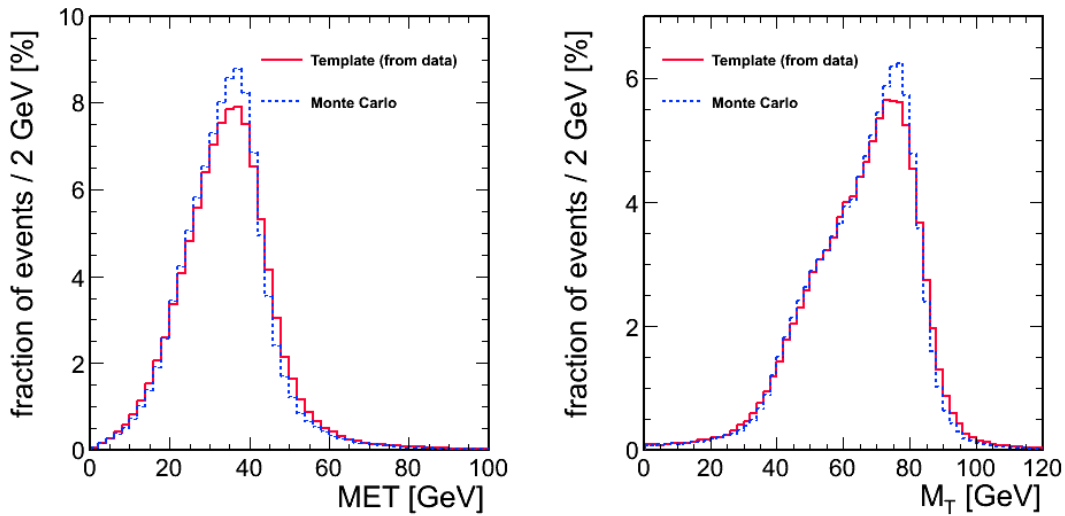 fraction of events / 2 GeV [%]
10
8
6
4
2
0
Template (from data)
Monte Carlo
0 20 40 60 80 100
MET [GeV]
fraction of events / 2 GeV [%]
6
4
2
0
Template (from data)
Monte Carlo
0 20 40 60 80 100 120
M_T [GeV]